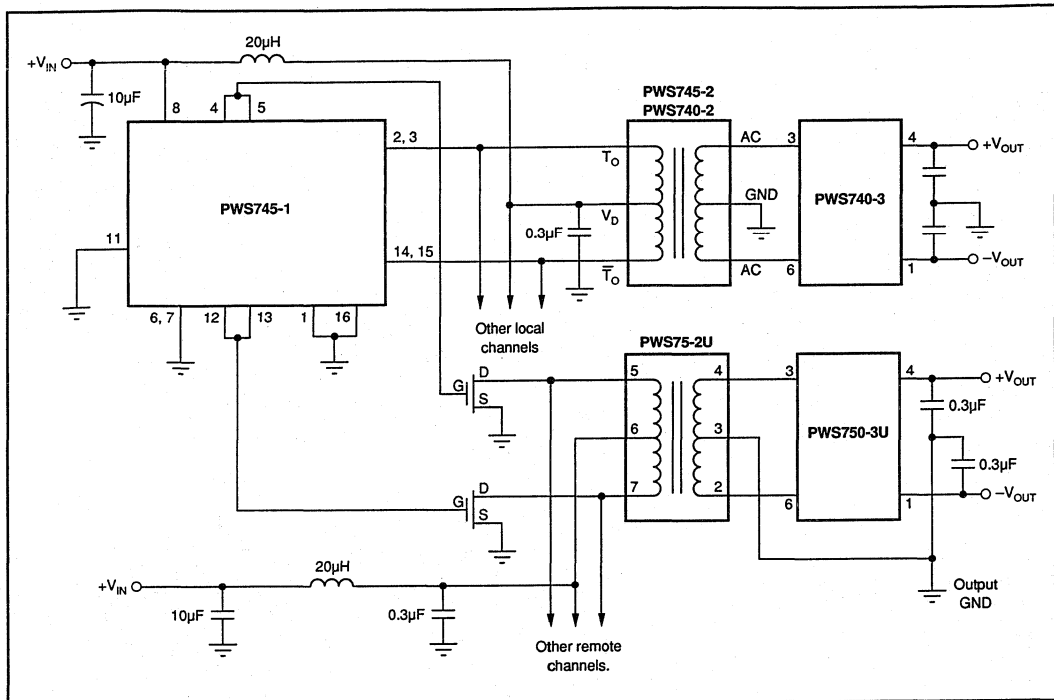 20µH
+VIN
10µF
8
4
5
PWS745-1
2, 3
14, 15
11
6, 7
12
13
1
16
PWS745-2
PWS740-2
TO
VD
T̅O
0.3µF
AC
GND
AC
3
6
PWS740-3
4
1
+VOUT
–VOUT
Other local
channels
G
D
S
G
D
S
PWS75-2U
5
6
7
4
3
2
3
6
PWS750-3U
4
1
+VOUT
0.3µF
0.3µF
–VOUT
Output
GND
+VIN
20µH
10µF
0.3µF
Other remote
channels.